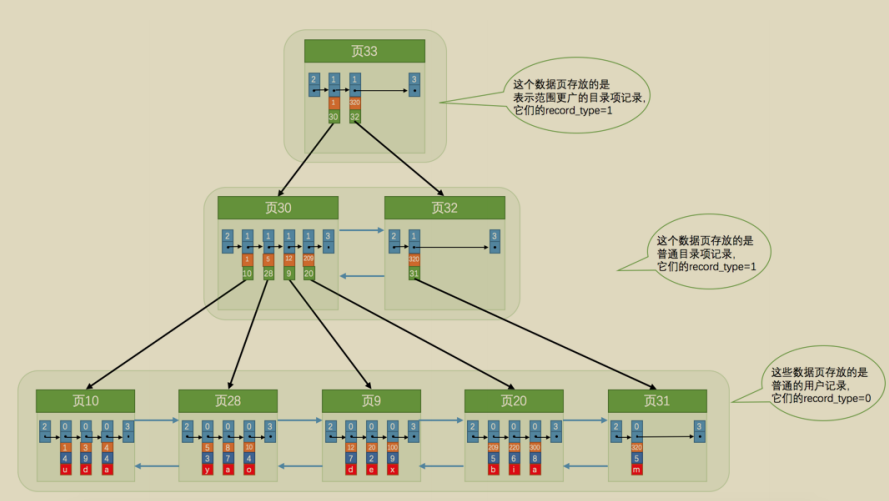 页33
2 1 1 3
1 320
30 32
这个数据页存放的是
表示范围更广的目录项记录,
它们的record_type=1
页30
2 1 1 1 1 3
1 5 12 209
10 28 9 20
页32
2 1 3
320
31
这个数据页存放的是
普通目录项记录,
它们的record_type=1
页10
2 0 0 0 3
1 3 4
4 9 4
u d a
页28
2 0 0 0 3
5 8 10
3 7 4
y a o
页9
2 0 0 0 3
12 20 100
7 2 9
d e x
页20
2 0 0 0 3
209 220 300
5 6 8
b i a
页31
2 0 3
320
5
m
这些数据页存放的是
普通的用户记录,
它们的record_type=0